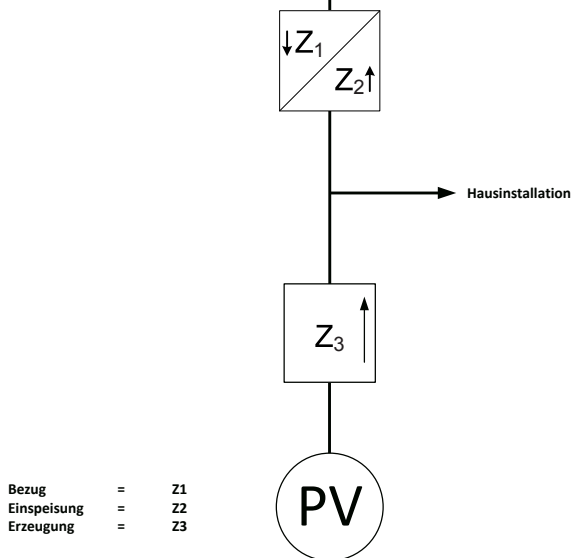 ↓Z₁
Z₂↑
Hausinstallation
Z₃
PV
Bezug = Z1
Einspeisung = Z2
Erzeugung = Z3